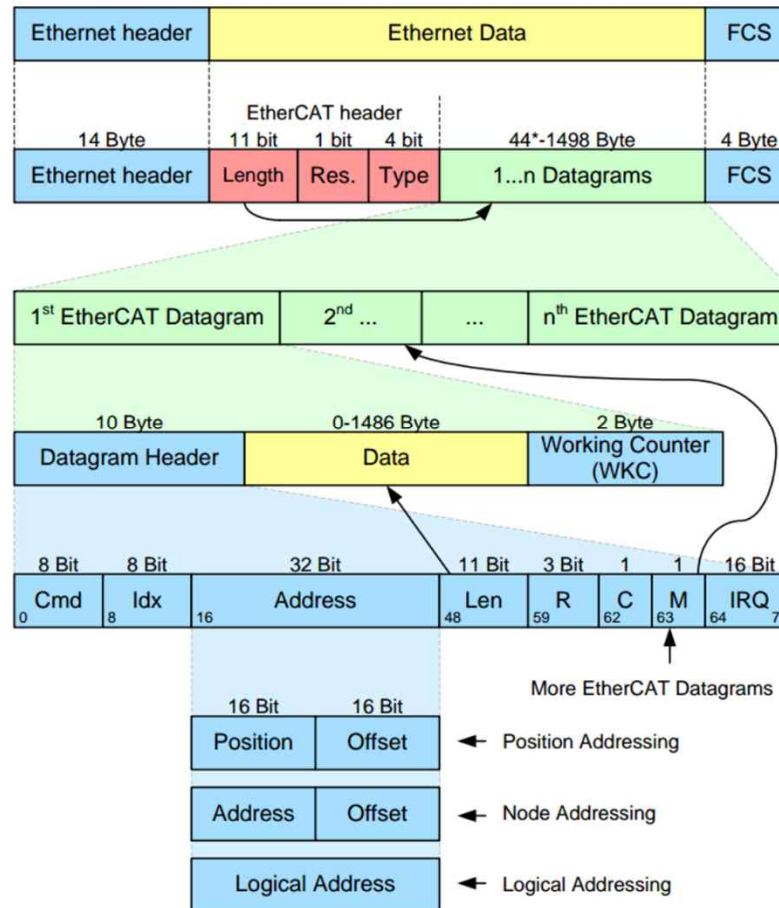 Ethernet header Ethernet Data FCS
EtherCAT header
14 Byte 11 bit 1 bit 4 bit 44*-1498 Byte 4 Byte
Ethernet header Length Res. Type 1...n Datagrams FCS
1st EtherCAT Datagram 2nd ... ... nth EtherCAT Datagram
10 Byte 0-1486 Byte 2 Byte
Datagram Header Data Working Counter
(WKC)
8 Bit 8 Bit 32 Bit 11 Bit 3 Bit 1 1 16 Bit
Cmd Idx Address Len R C M IRQ
0 8 16 48 59 62 63 64 7
More EtherCAT Datagrams
16 Bit 16 Bit
Position Offset Position Addressing
Address Offset Node Addressing
Logical Address Logical Addressing